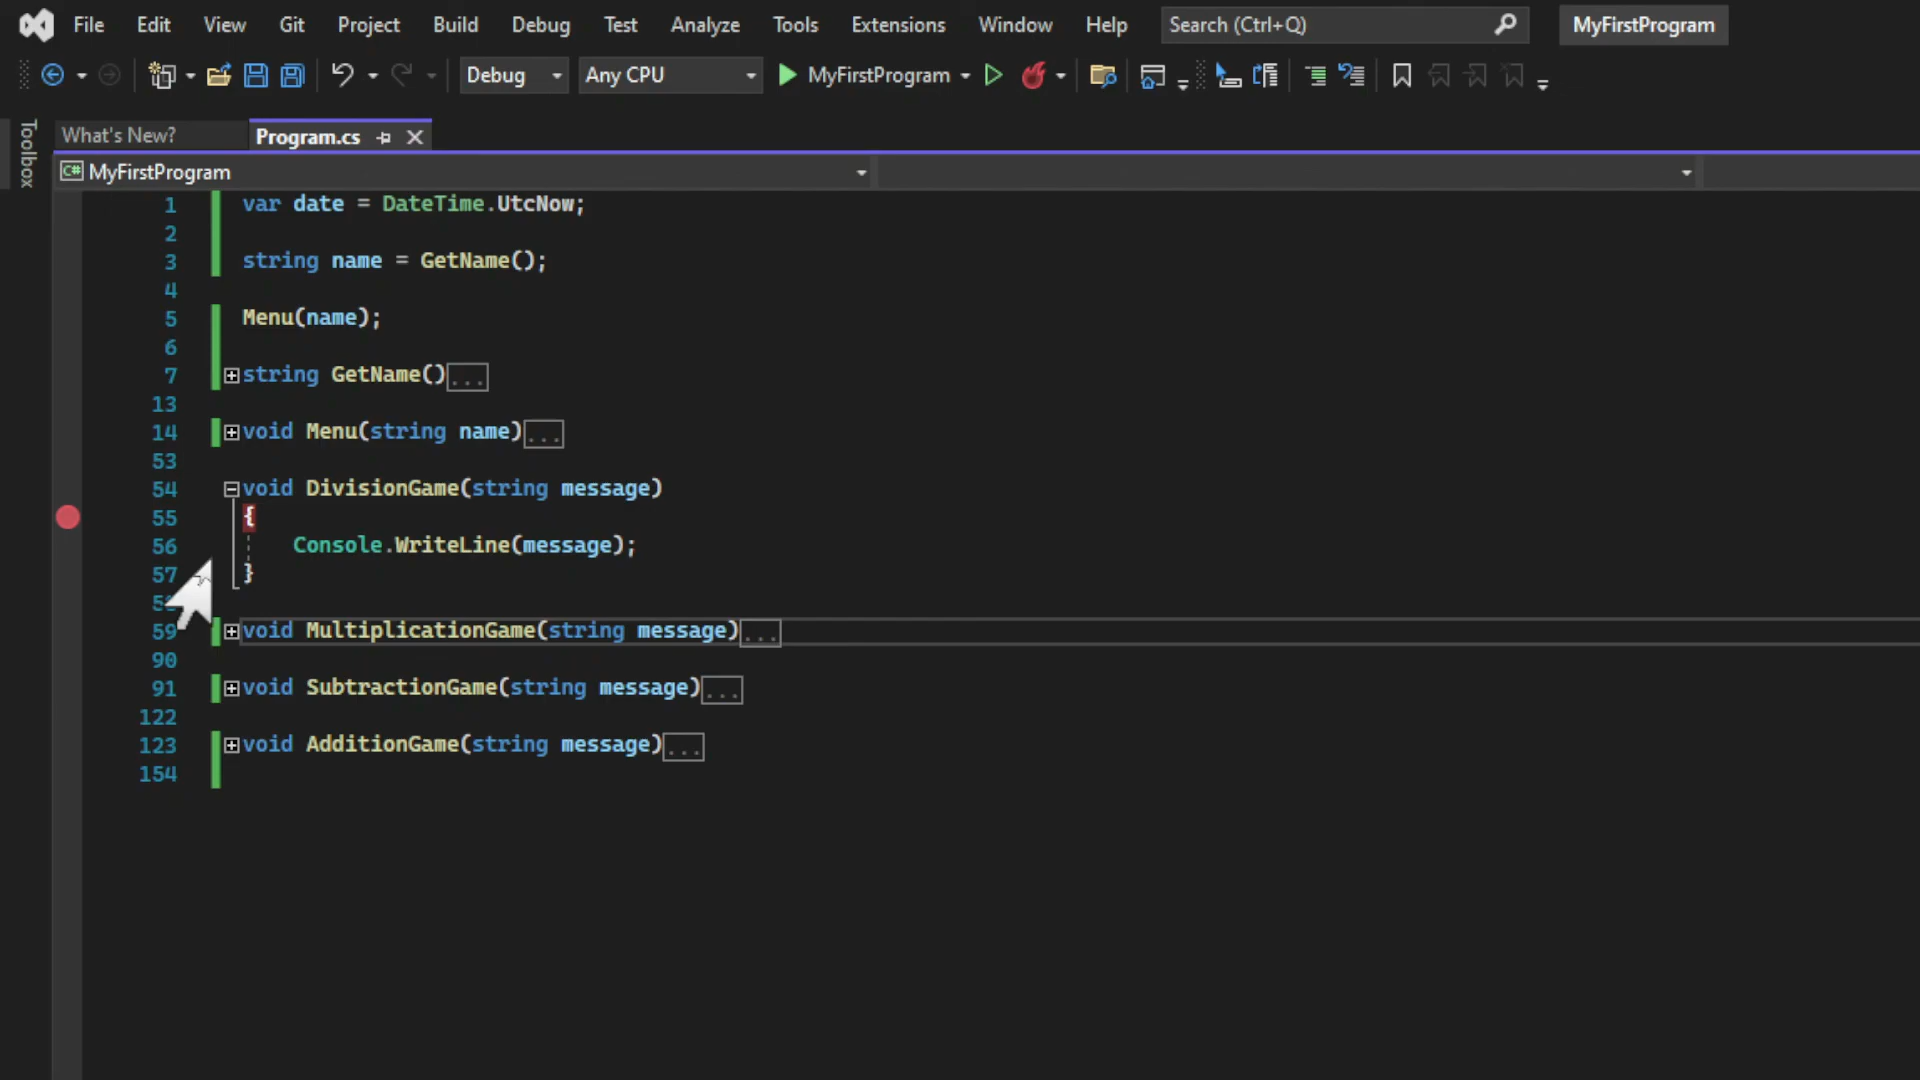 File Edit View Git Project Build Debug Test Analyze Tools Extensions Window Help Search (Ctrl+Q) MyFirstProgram
Debug Any CPU MyFirstProgram
Toolbox
What's New? Program.cs
C# MyFirstProgram
1 var date = DateTime.UtcNow;
2
3 string name = GetName();
4
5 Menu(name);
6
7 string GetName()...
13
14 void Menu(string name)...
53
54 void DivisionGame(string message)
55 {
56 Console.WriteLine(message);
57 }
59 void MultiplicationGame(string message)...
90
91 void SubtractionGame(string message)...
122
123 void AdditionGame(string message)...
154